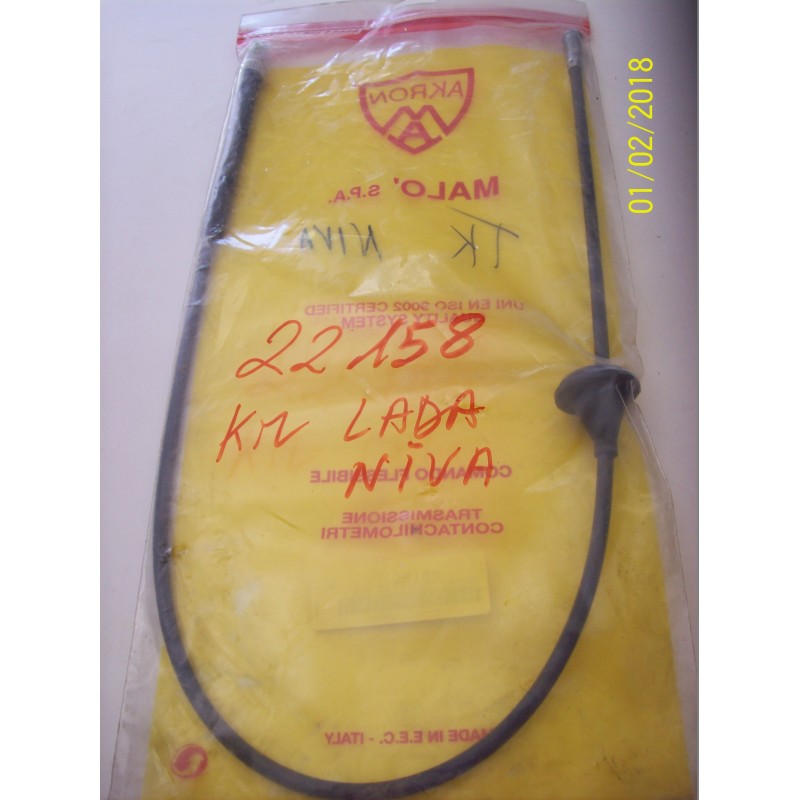 AKRON
MALO' S.P.A.
TK NIVA
UNI EN ISO 9002 CERTIFIED
QUALITY SYSTEM
22158
KM LADA
NIVA
COMANDO FLESSIBILE
TRASMISSIONE
CONTACHILOMETRI
MADE IN E.E.C. - ITALY
01/02/2018